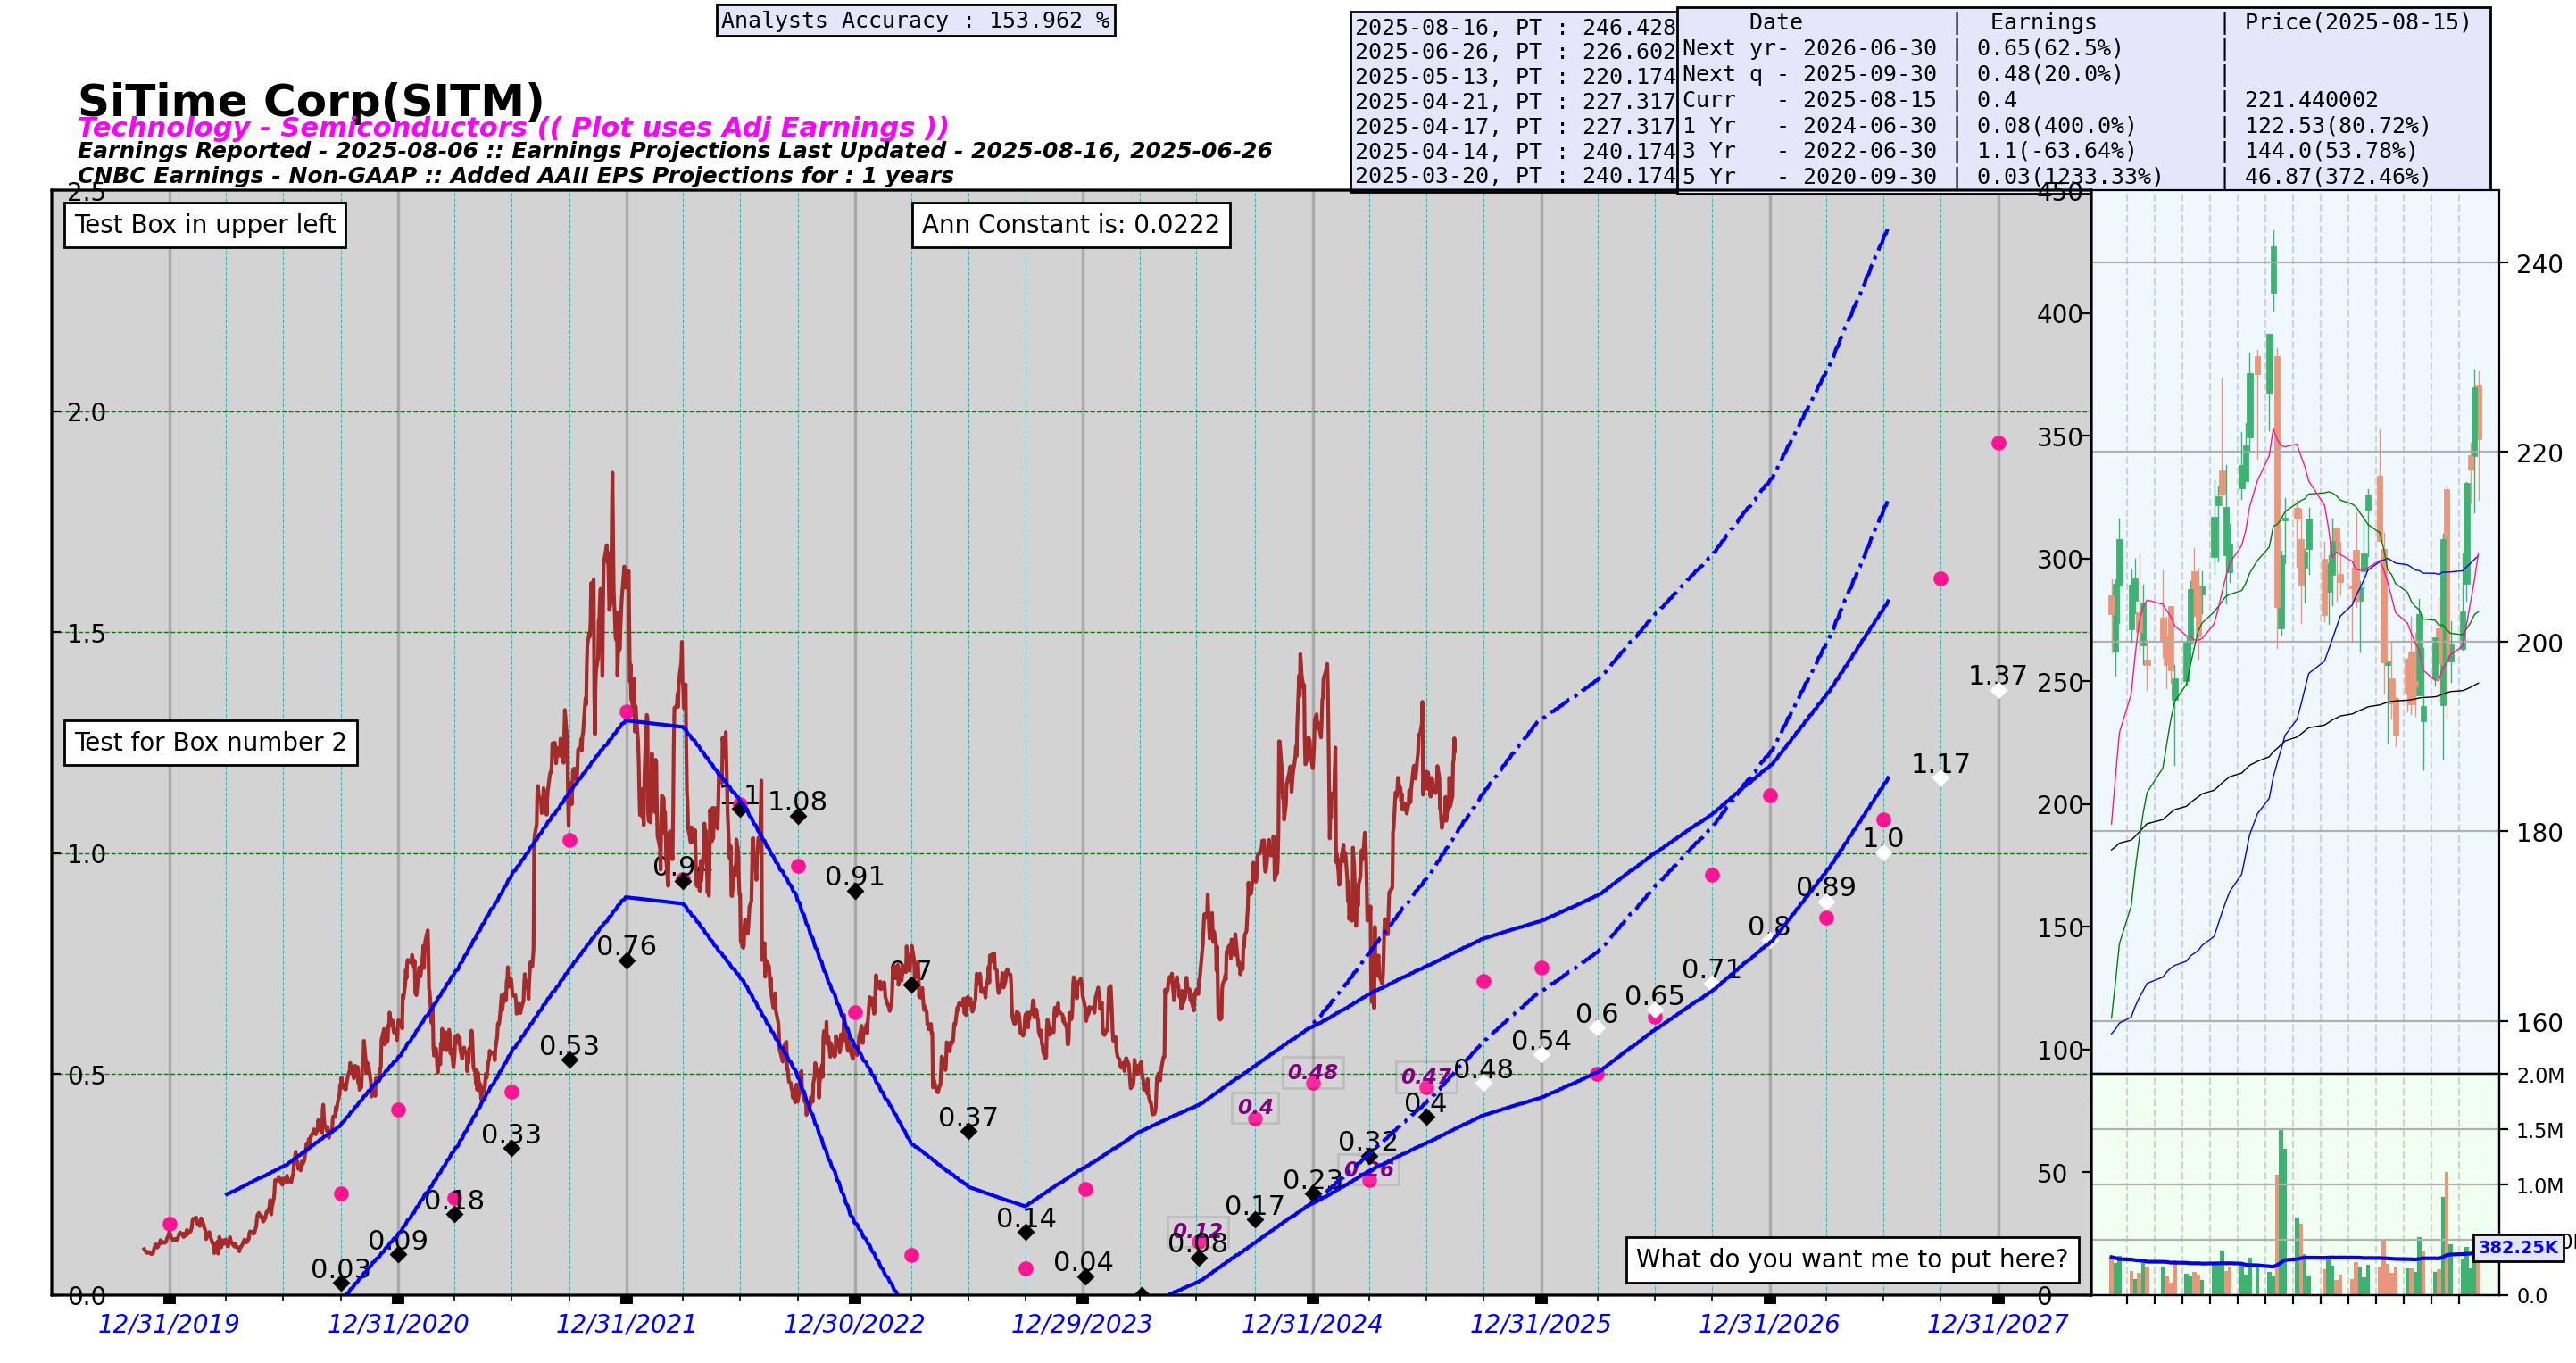 Analysts Accuracy : 153.962 %
2025-08-16, PT : 246.428
2025-06-26, PT : 226.602
2025-05-13, PT : 220.174
2025-04-21, PT : 227.317
2025-04-17, PT : 227.317
2025-04-14, PT : 240.174
2025-03-20, PT : 240.174
Date | Earnings | Price(2025-08-15)
Next yr- 2026-06-30 | 0.65(62.5%) |
Next q - 2025-09-30 | 0.48(20.0%) |
Curr - 2025-08-15 | 0.4 | 221.440002
1 Yr - 2024-06-30 | 0.08(400.0%) | 122.53(80.72%)
3 Yr - 2022-06-30 | 1.1(-63.64%) | 144.0(53.78%)
5 Yr - 2020-09-30 | 0.03(1233.33%) | 46.87(372.46%)
SiTime Corp(SITM)
Technology - Semiconductors (( Plot uses Adj Earnings ))
Earnings Reported - 2025-08-06 :: Earnings Projections Last Updated - 2025-08-16, 2025-06-26
CNBC Earnings - Non-GAAP :: Added AAII EPS Projections for : 1 years
Test Box in upper left
Ann Constant is: 0.0222
Test for Box number 2
What do you want me to put here?
2.5
2.0
1.5
1.0
0.5
0.0
0.03
0.09
0.18
0.33
0.53
0.76
0.94
1.1
1.08
0.91
0.7
0.37
0.14
0.04
0.08
0.12
0.17
0.4
0.23
0.48
0.32
0.26
0.4
0.47
0.48
0.54
0.6
0.65
0.71
0.8
0.89
1.0
1.17
1.37
450
400
350
300
250
200
150
100
50
0
240
220
200
180
160
2.0M
1.5M
1.0M
382.25K
0.0
12/31/2019
12/31/2020
12/31/2021
12/30/2022
12/29/2023
12/31/2024
12/31/2025
12/31/2026
12/31/2027